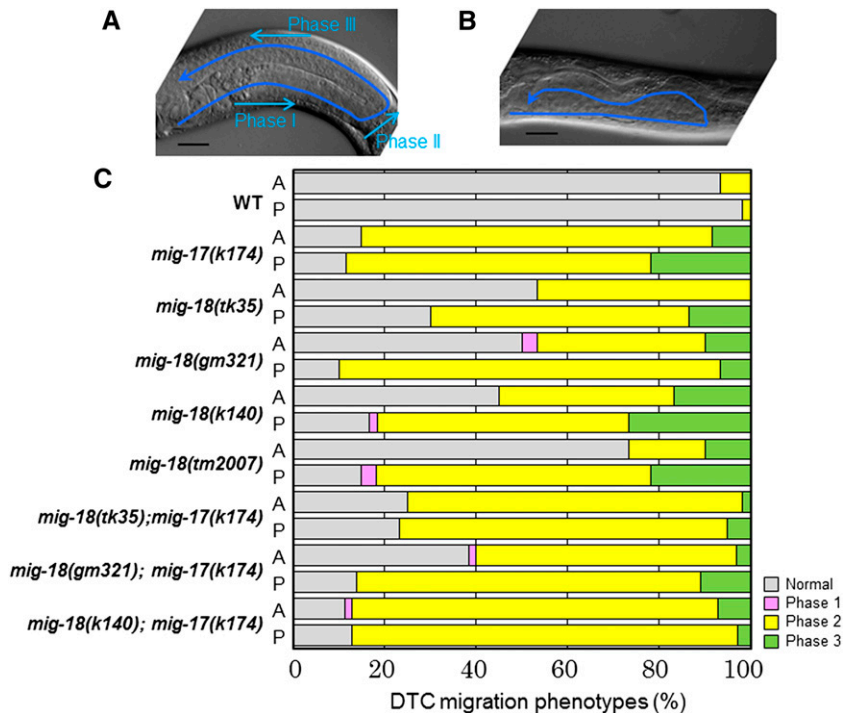 A
B
Phase III
Phase I
Phase II
C
WT
A
P
mig-17(k174)
A
P
mig-18(tk35)
A
P
mig-18(gm321)
A
P
mig-18(k140)
A
P
mig-18(tm2007)
A
P
mig-18(tk35);mig-17(k174)
A
P
mig-18(gm321); mig-17(k174)
A
P
mig-18(k140); mig-17(k174)
A
P
Normal
Phase 1
Phase 2
Phase 3
0 20 40 60 80 100
DTC migration phenotypes (%)